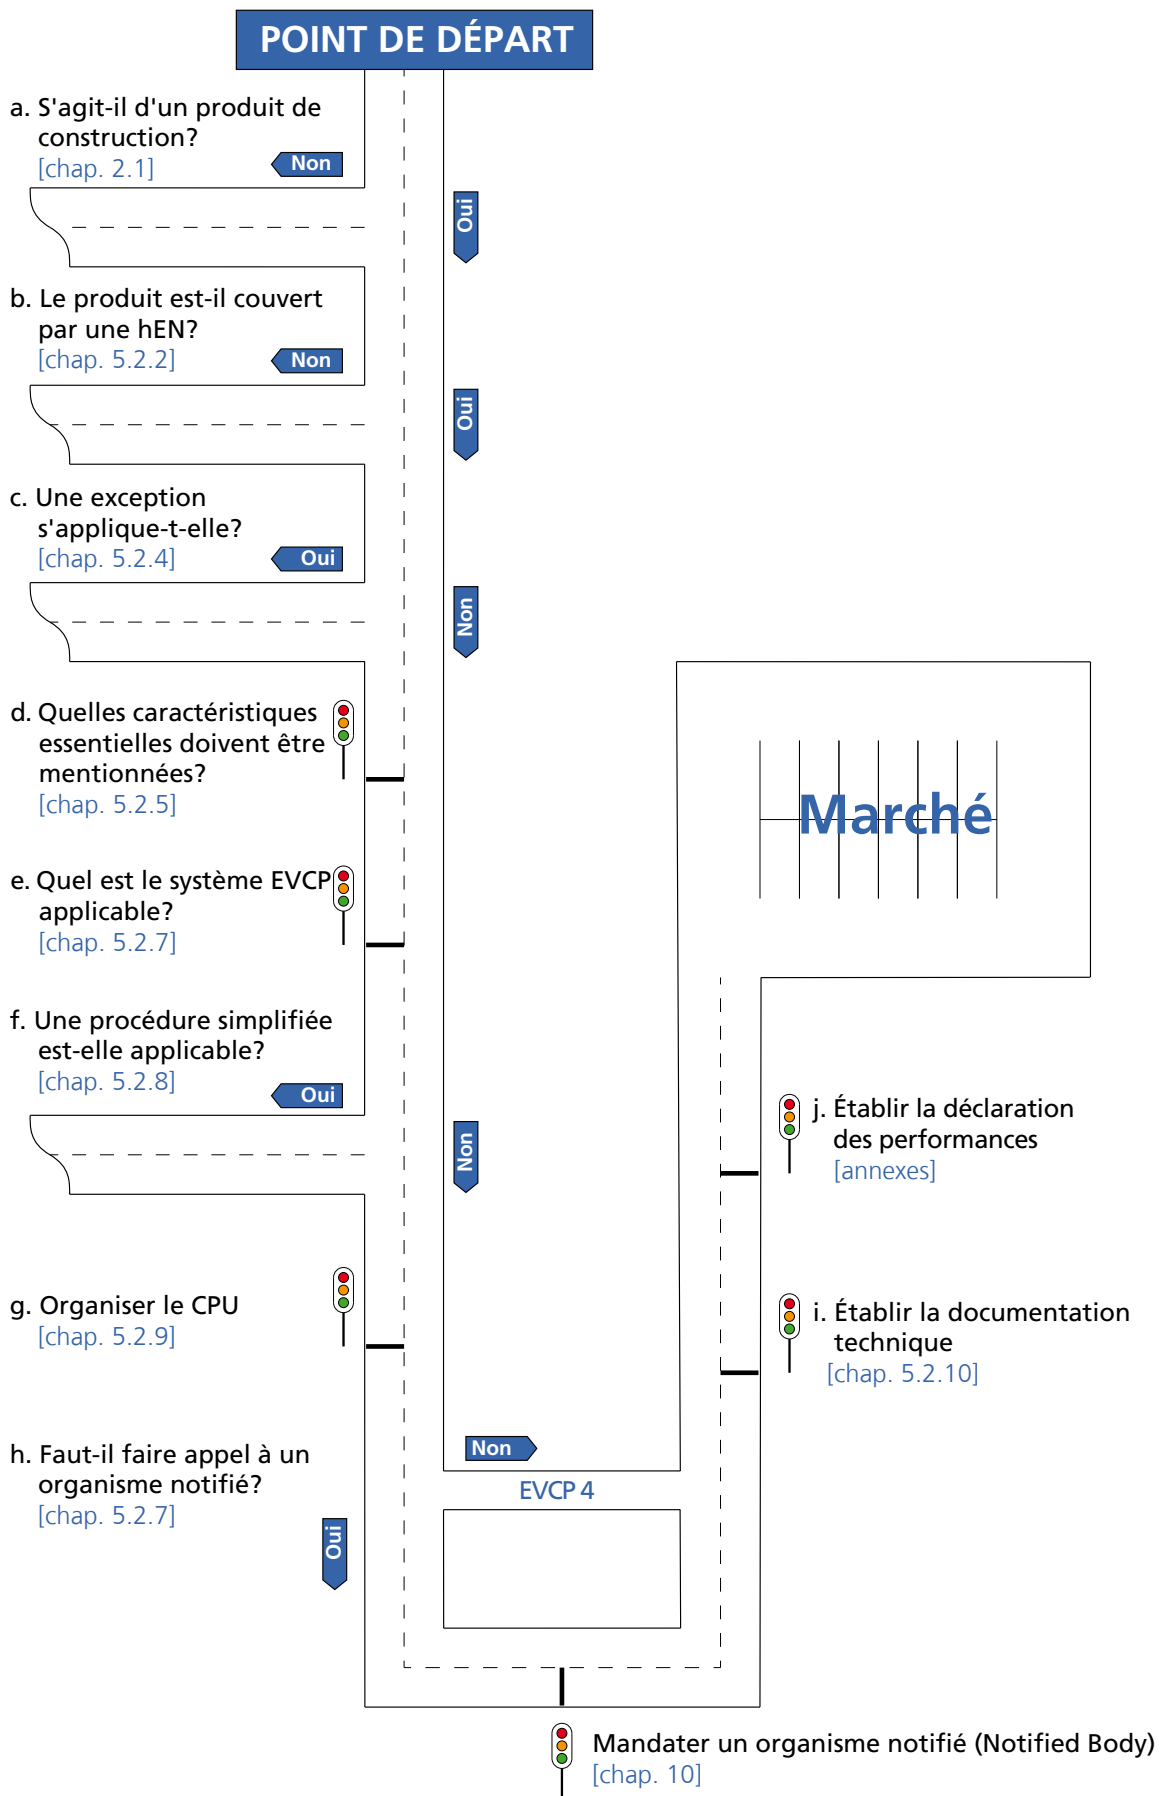 POINT DE DÉPART
a. S'agit-il d'un produit de
construction?
[chap. 2.1]
Non
Oui
b. Le produit est-il couvert
par une hEN?
[chap. 5.2.2]
Non
Oui
c. Une exception
s'applique-t-elle?
[chap. 5.2.4]
Oui
Non
d. Quelles caractéristiques
essentielles doivent être
mentionnées?
[chap. 5.2.5]
e. Quel est le système EVCP
applicable?
[chap. 5.2.7]
f. Une procédure simplifiée
est-elle applicable?
[chap. 5.2.8]
Oui
Non
g. Organiser le CPU
[chap. 5.2.9]
h. Faut-il faire appel à un
organisme notifié?
[chap. 5.2.7]
Oui
Non
EVCP 4
Mandater un organisme notifié (Notified Body)
[chap. 10]
i. Établir la documentation
technique
[chap. 5.2.10]
j. Établir la déclaration
des performances
[annexes]
Marché